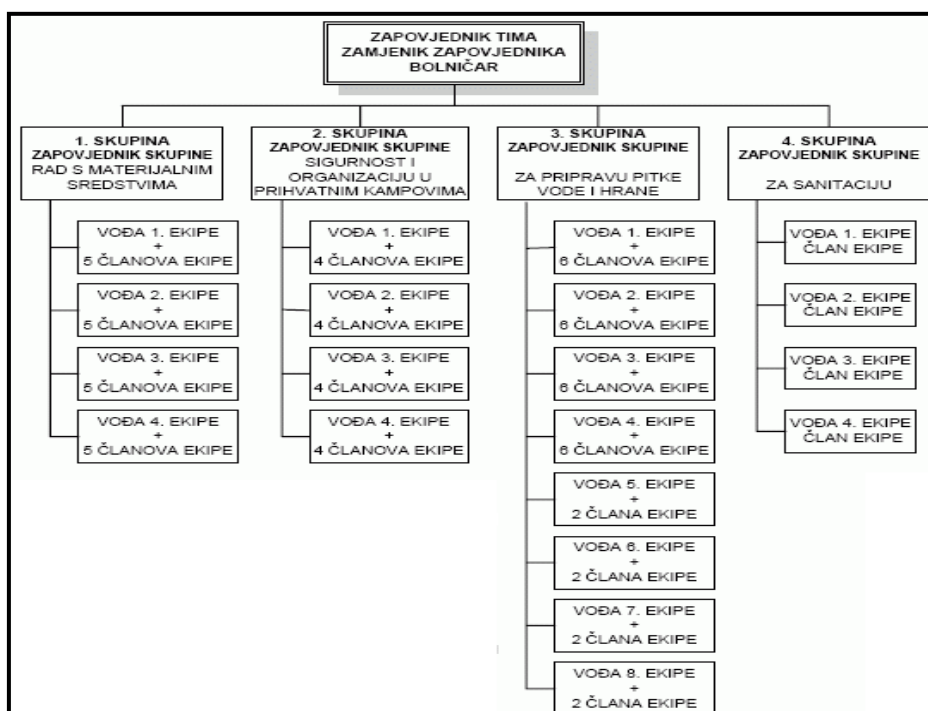 ZAPOVJEDNIK TIMA
ZAMJENIK ZAPOVJEDNIKA
BOLNIČAR
1. SKUPINA
ZAPOVJEDNIK SKUPINE
RAD S MATERIJALNIM
SREDSTVIMA
VOĐA 1. EKIPE
+
5 ČLANOVA EKIPE
VOĐA 2. EKIPE
+
5 ČLANOVA EKIPE
VOĐA 3. EKIPE
+
5 ČLANOVA EKIPE
VOĐA 4. EKIPE
+
5 ČLANOVA EKIPE
2. SKUPINA
ZAPOVJEDNIK SKUPINE
SIGURNOST I
ORGANIZACIJU U
PRIHVATNIM KAMPOVIMA
VOĐA 1. EKIPE
+
4 ČLANOVA EKIPE
VOĐA 2. EKIPE
+
4 ČLANOVA EKIPE
VOĐA 3. EKIPE
+
4 ČLANOVA EKIPE
VOĐA 4. EKIPE
+
4 ČLANOVA EKIPE
3. SKUPINA
ZAPOVJEDNIK SKUPINE
ZA PRIPRAVU PITKE
VODE I HRANE
VOĐA 1. EKIPE
+
6 ČLANOVA EKIPE
VOĐA 2. EKIPE
+
6 ČLANOVA EKIPE
VOĐA 3. EKIPE
+
6 ČLANOVA EKIPE
VOĐA 4. EKIPE
+
6 ČLANOVA EKIPE
VOĐA 5. EKIPE
+
2 ČLANA EKIPE
VOĐA 6. EKIPE
+
2 ČLANA EKIPE
VOĐA 7. EKIPE
+
2 ČLANA EKIPE
VOĐA 8. EKIPE
+
2 ČLANA EKIPE
4. SKUPINA
ZAPOVJEDNIK SKUPINE
ZA SANITACIJU
VOĐA 1. EKIPE
ČLAN EKIPE
VOĐA 2. EKIPE
ČLAN EKIPE
VOĐA 3. EKIPE
ČLAN EKIPE
VOĐA 4. EKIPE
ČLAN EKIPE